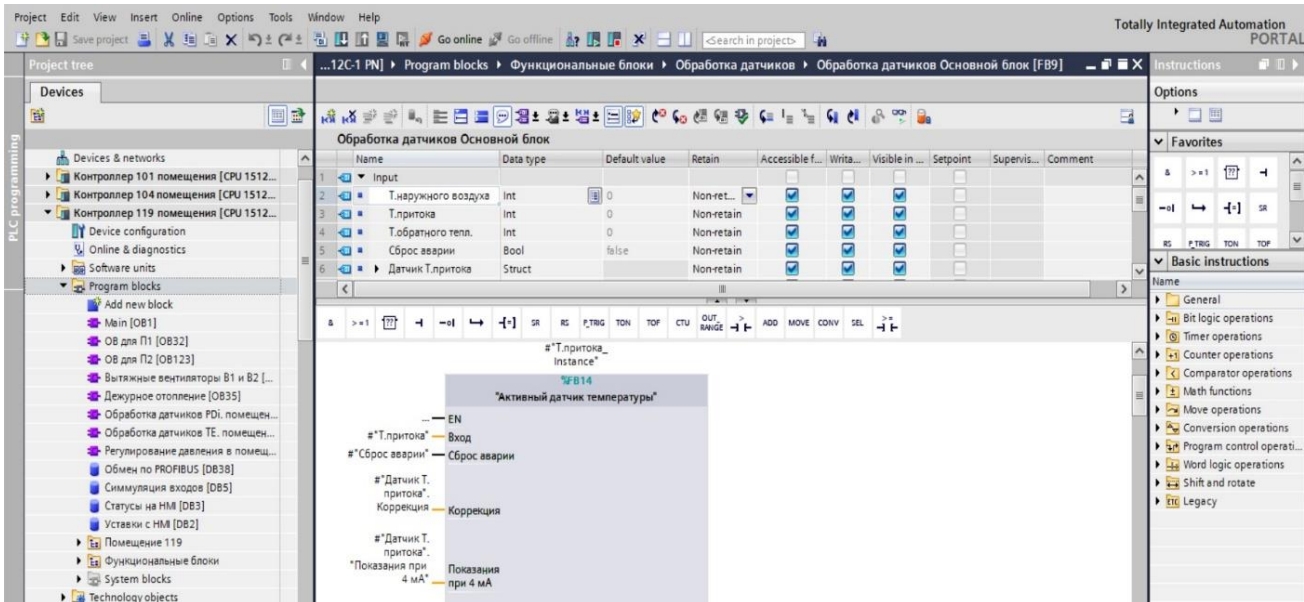 Project Edit View Insert Online Options Tools Window Help
Totally Integrated Automation
PORTAL
Save project
Go online
Go offline
<Search in project>
Project tree
...12C-1 PN] ▸ Program blocks ▸ Функциональные блоки ▸ Обработка датчиков ▸ Обработка датчиков Основной блок [FB9]
Instructions
Devices
Options
PLC programming
Devices & networks
Контроллер 101 помещения [CPU 1512...
Контроллер 104 помещения [CPU 1512...
Контроллер 119 помещения [CPU 1512...
Device configuration
Online & diagnostics
Software units
Program blocks
Add new block
Main [OB1]
OB для П1 [OB32]
OB для П2 [OB123]
Вытяжные вентиляторы В1 и В2 [...
Дежурное отопление [OB35]
Обработка датчиков PDi. помещен...
Обработка датчиков TE. помещен...
Регулирование давления в помещ...
Обмен по PROFIBUS [DB38]
Симмуляция входов [DB5]
Статусы на HMI [DB3]
Уставки с HMI [DB2]
Помещение 119
Функциональные блоки
System blocks
Technology objects
Обработка датчиков Основной блок
Name Data type Default value Retain Accessible f... Writa... Visible in ... Setpoint Supervis... Comment
1 Input
2 Т.наружного воздуха Int 0 Non-ret...
3 Т.притока Int 0 Non-retain
4 Т.обратного тепл. Int 0 Non-retain
5 Сброс аварии Bool false Non-retain
6 Датчик Т.притока Struct Non-retain
& >=1 ?? SR RS P_TRIG TON TOF CTU OUT_RANGE > ADD MOVE CONV SEL >=
#"Т.притока_
Instance"
%FB14
"Активный датчик температуры"
... EN
#"Т.притока" Вход
#"Сброс аварии" Сброс аварии
#"Датчик Т.
притока".
Коррекция Коррекция
#"Датчик Т.
притока".
"Показания при
4 мА"
Показания
при 4 мА
Favorites
& >=1 ??
SR
RS P_TRIG TON TOF
Basic instructions
Name
General
Bit logic operations
Timer operations
Counter operations
Comparator operations
Math functions
Move operations
Conversion operations
Program control operati...
Word logic operations
Shift and rotate
Legacy